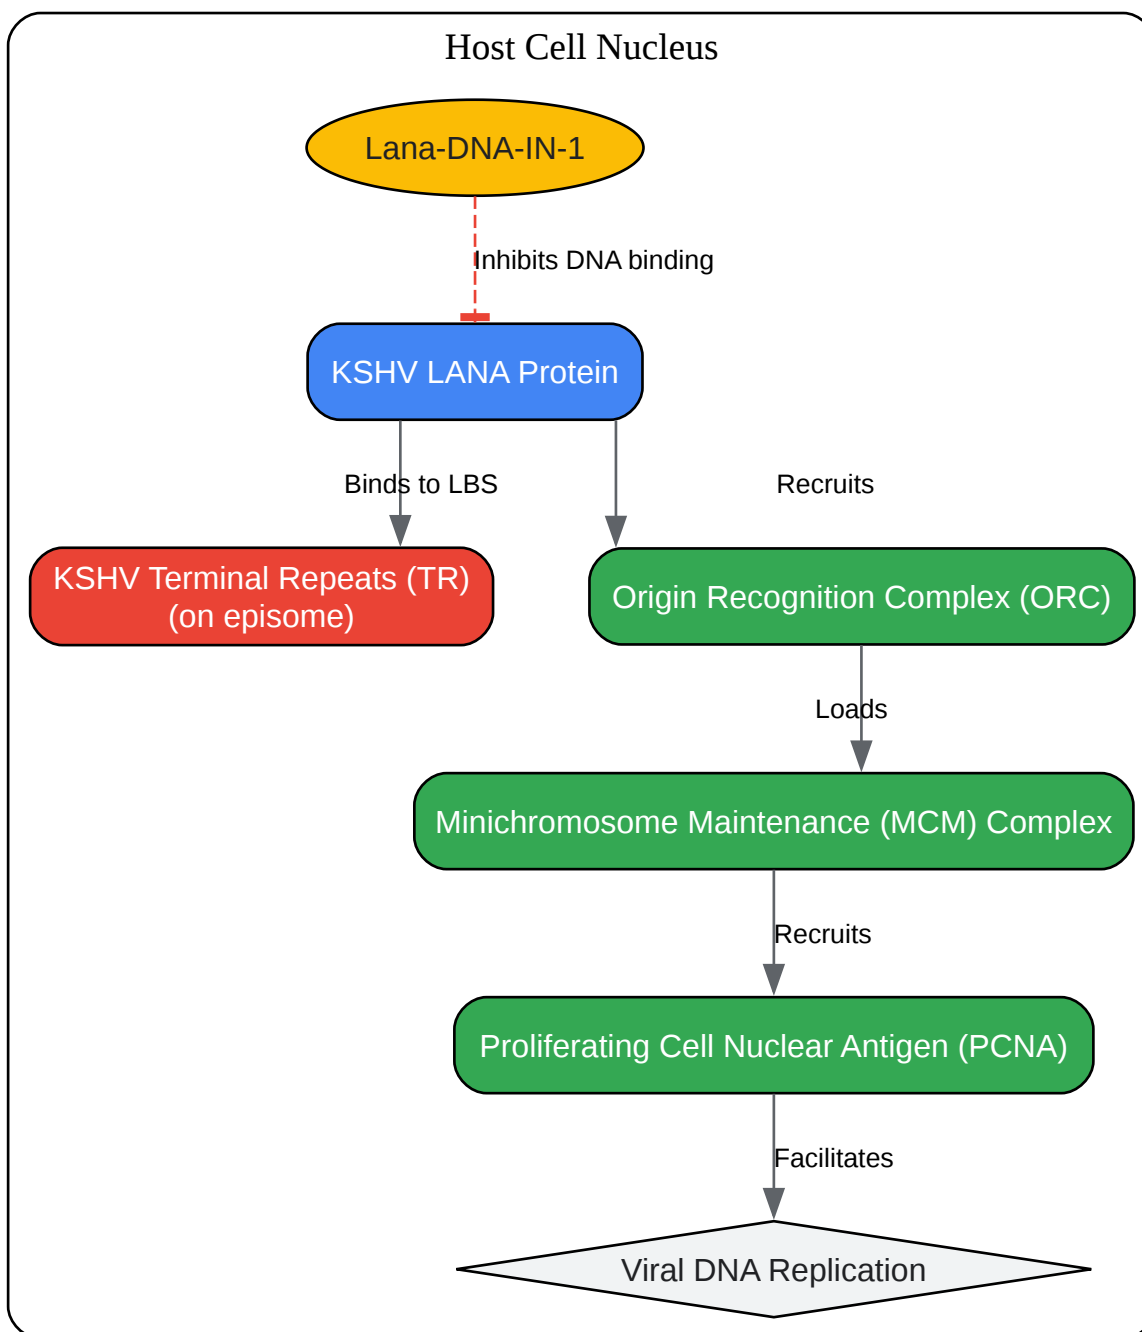 Host Cell Nucleus
Lana-DNA-IN-1
Inhibits DNA binding
KSHV LANA Protein
Binds to LBS
Recruits
KSHV Terminal Repeats (TR)
(on episome)
Origin Recognition Complex (ORC)
Loads
Minichromosome Maintenance (MCM) Complex
Recruits
Proliferating Cell Nuclear Antigen (PCNA)
Facilitates
Viral DNA Replication